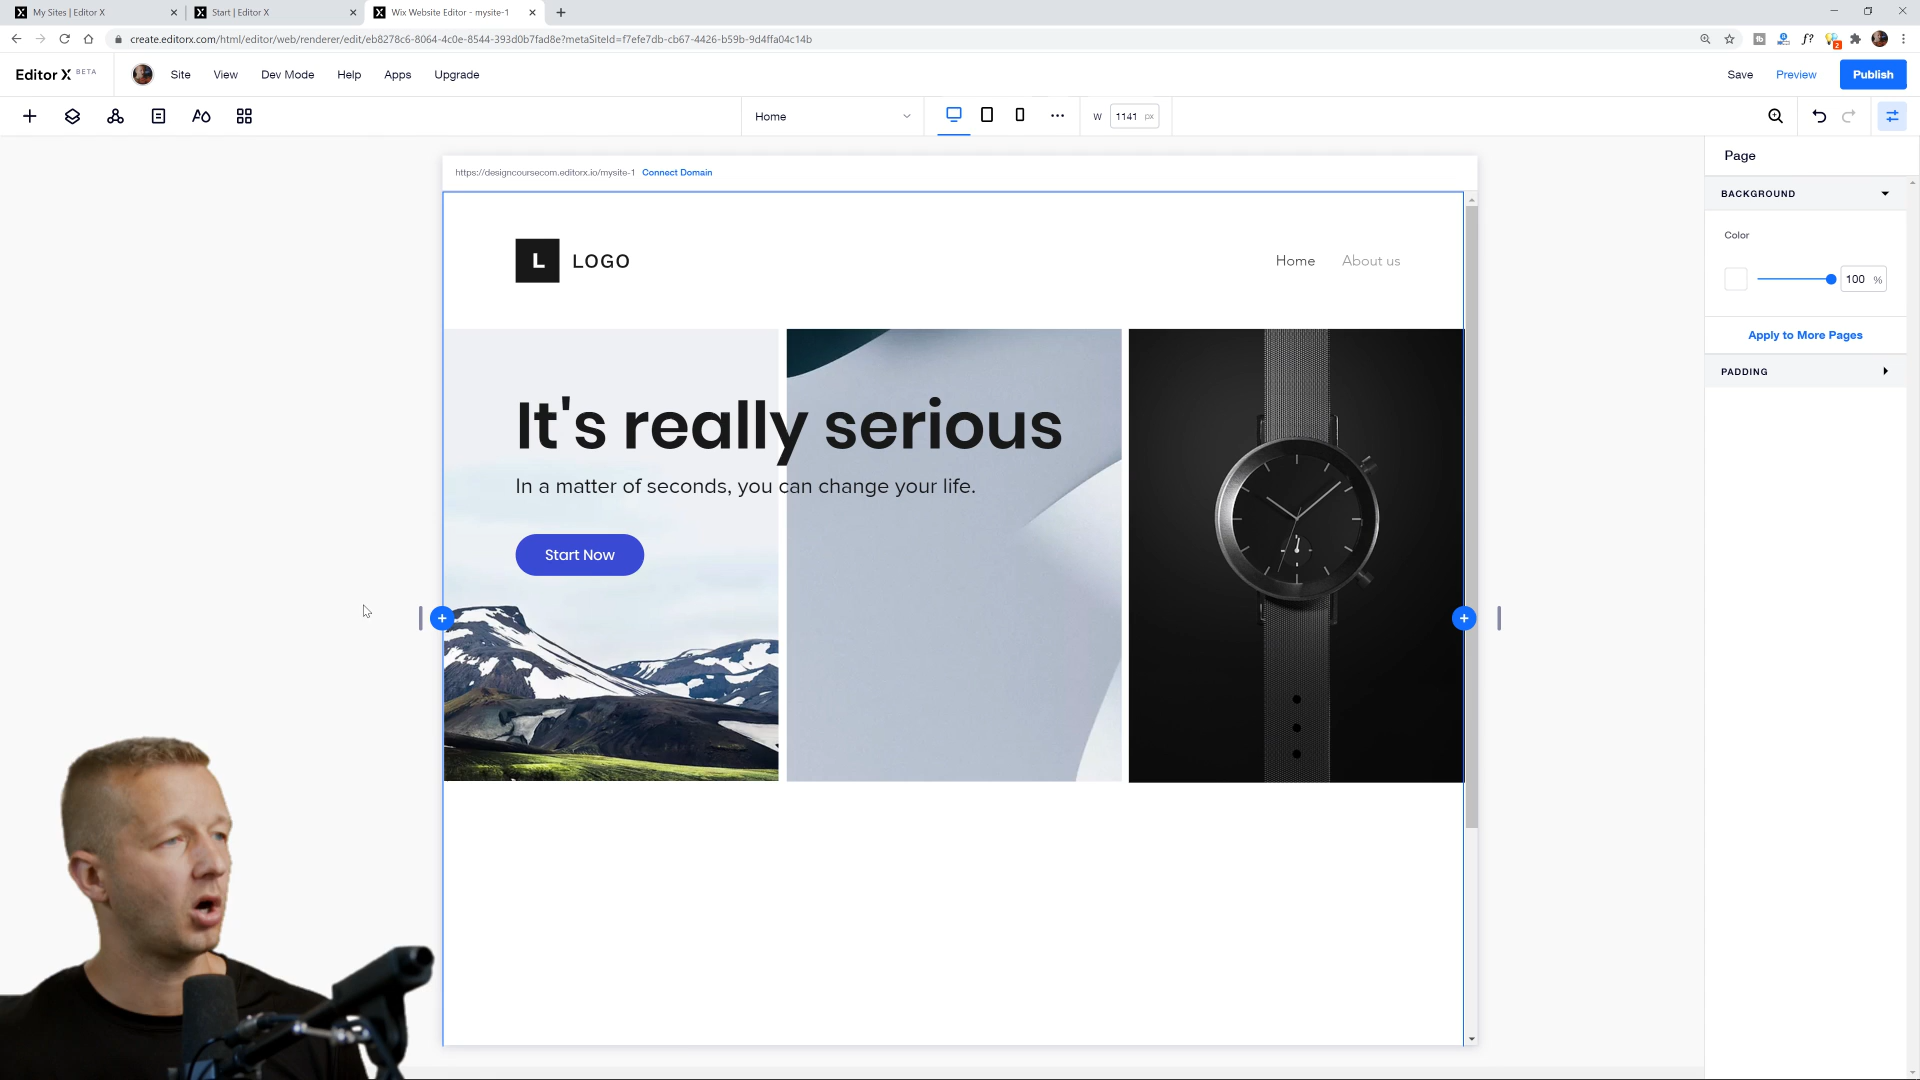 My Sites | Editor X
Start | Editor X
Wix Website Editor - mysite-1
create.editorx.com/html/editor/web/renderer/edit/eb8278c6-8064-4c0e-8544-393d0b7fad8e?metaSiteId=f7efe7db-cb67-4426-b59b-9d4ffa04c14b
f?
2
Editor X BETA
Site
View
Dev Mode
Help
Apps
Upgrade
Save
Preview
Publish
Home
W 1141 px
https://designcoursecom.editorx.io/mysite-1 Connect Domain
Page
BACKGROUND
Color
100 %
Apply to More Pages
PADDING
L LOGO
Home
About us
It's really serious
In a matter of seconds, you can change your life.
Start Now